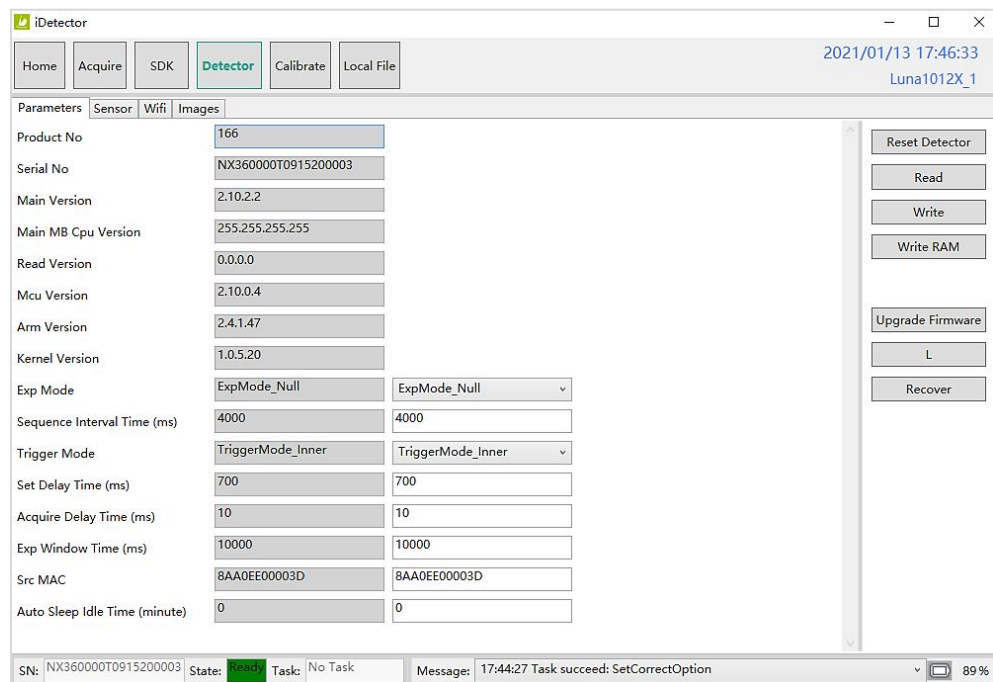 iDetector
Home Acquire SDK Detector Calibrate Local File
2021/01/13 17:46:33
Luna1012X_1
Parameters Sensor Wifi Images
Product No 166
Serial No NX360000T0915200003
Main Version 2.10.2.2
Main MB Cpu Version 255.255.255.255
Read Version 0.0.0.0
Mcu Version 2.10.0.4
Arm Version 2.4.1.47
Kernel Version 1.0.5.20
Exp Mode ExpMode_Null ExpMode_Null
Sequence Interval Time (ms) 4000 4000
Trigger Mode TriggerMode_Inner TriggerMode_Inner
Set Delay Time (ms) 700 700
Acquire Delay Time (ms) 10 10
Exp Window Time (ms) 10000 10000
Src MAC 8AA0EE00003D 8AA0EE00003D
Auto Sleep Idle Time (minute) 0 0
Reset Detector
Read
Write
Write RAM
Upgrade Firmware
L
Recover
SN: NX360000T0915200003 State: Ready Task: No Task Message: 17:44:27 Task succeed: SetCorrectOption 89%